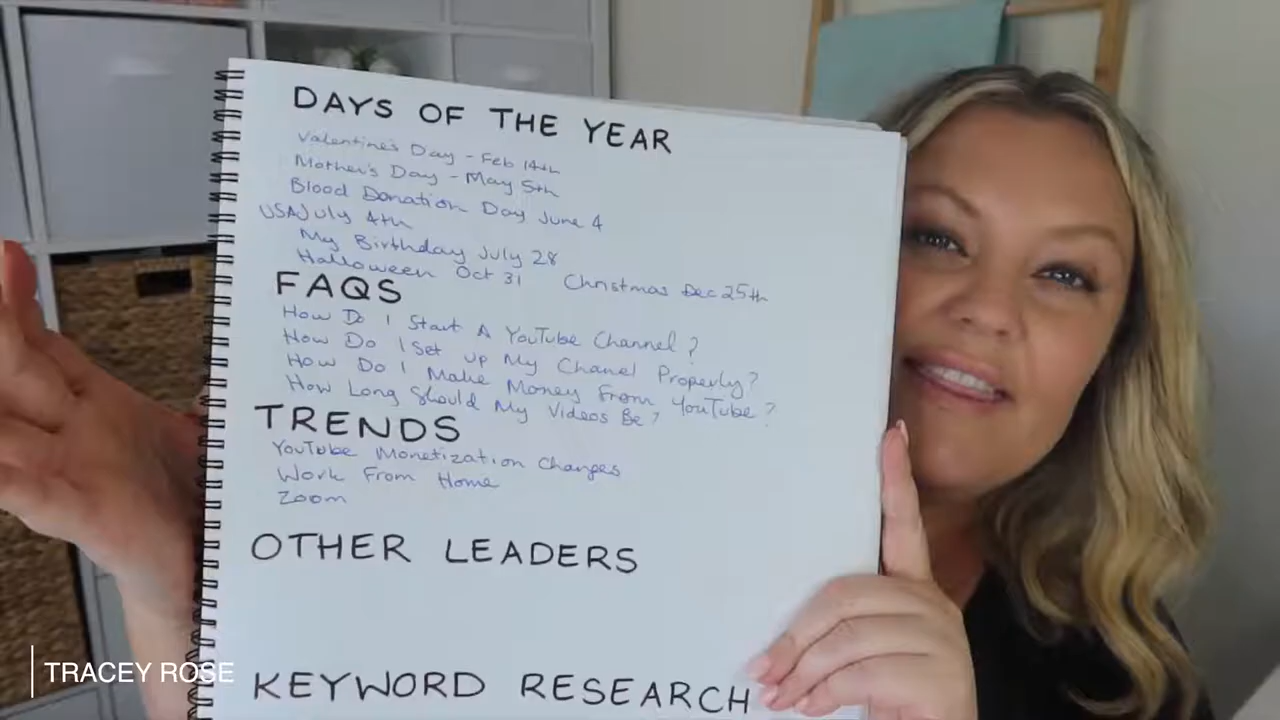 DAYS OF THE YEAR
Valentine's Day - Feb 14th
Mother's Day - May 5th
Blood Donation Day June 4
USA July 4th
My Birthday July 28
Halloween Oct 31 Christmas Dec 25th
FAQS
How Do I Start A YouTube Channel?
How Do I Set up My Chanel Properly?
How Do I Make Money From YouTube?
How Long Should My Videos Be?
TRENDS
YouTube Monetization Changes
Work From Home
Zoom
OTHER LEADERS
KEYWORD RESEARCH
TRACEY ROSE